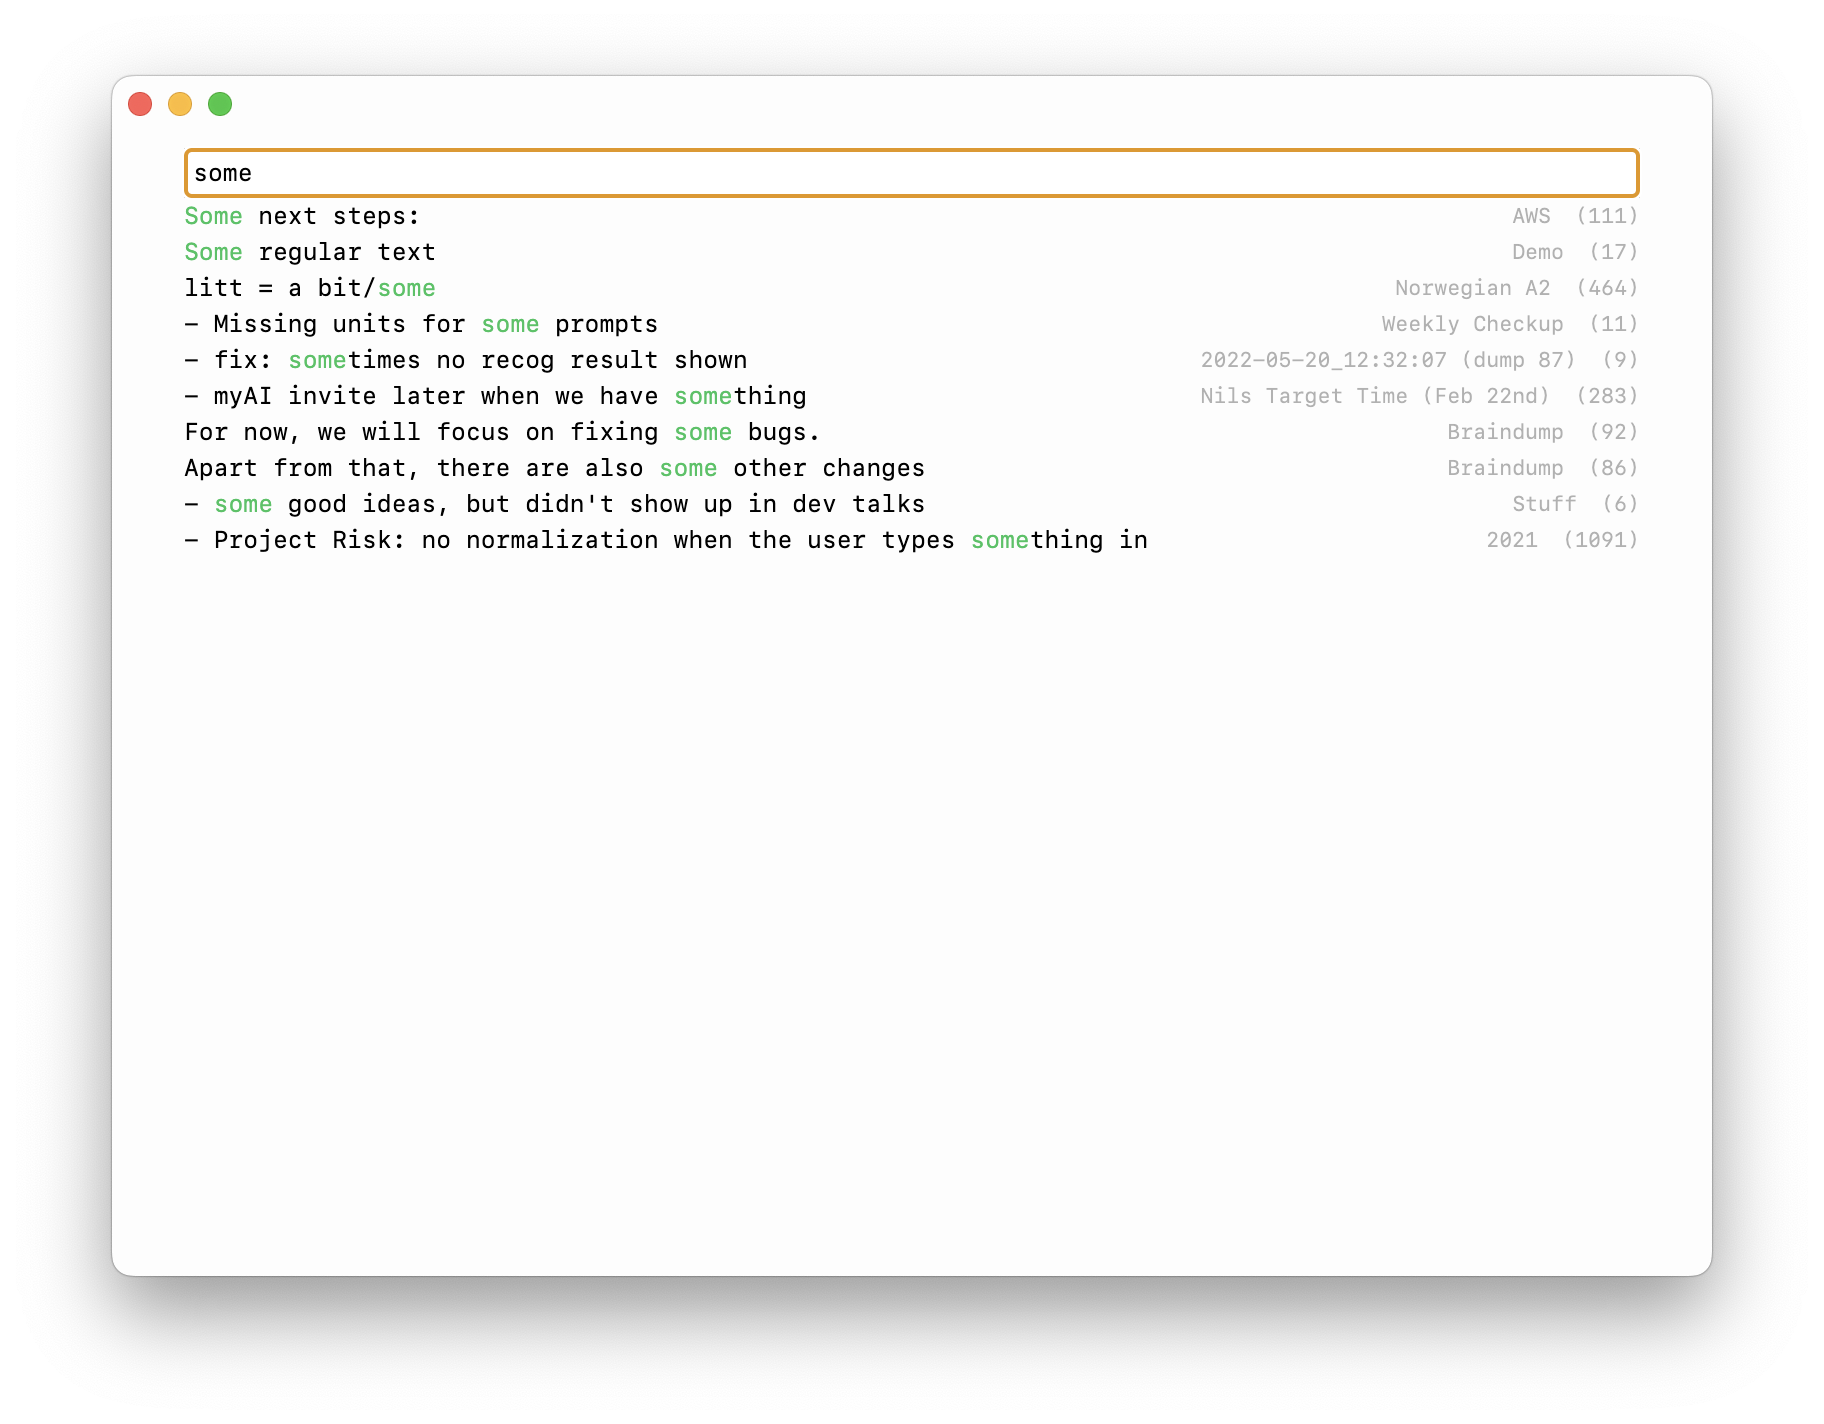 some
Some next steps: AWS (111)
Some regular text Demo (17)
litt = a bit/some Norwegian A2 (464)
– Missing units for some prompts Weekly Checkup (11)
– fix: sometimes no recog result shown 2022–05–20_12:32:07 (dump 87) (9)
– myAI invite later when we have something Nils Target Time (Feb 22nd) (283)
For now, we will focus on fixing some bugs. Braindump (92)
Apart from that, there are also some other changes Braindump (86)
– some good ideas, but didn't show up in dev talks Stuff (6)
– Project Risk: no normalization when the user types something in 2021 (1091)